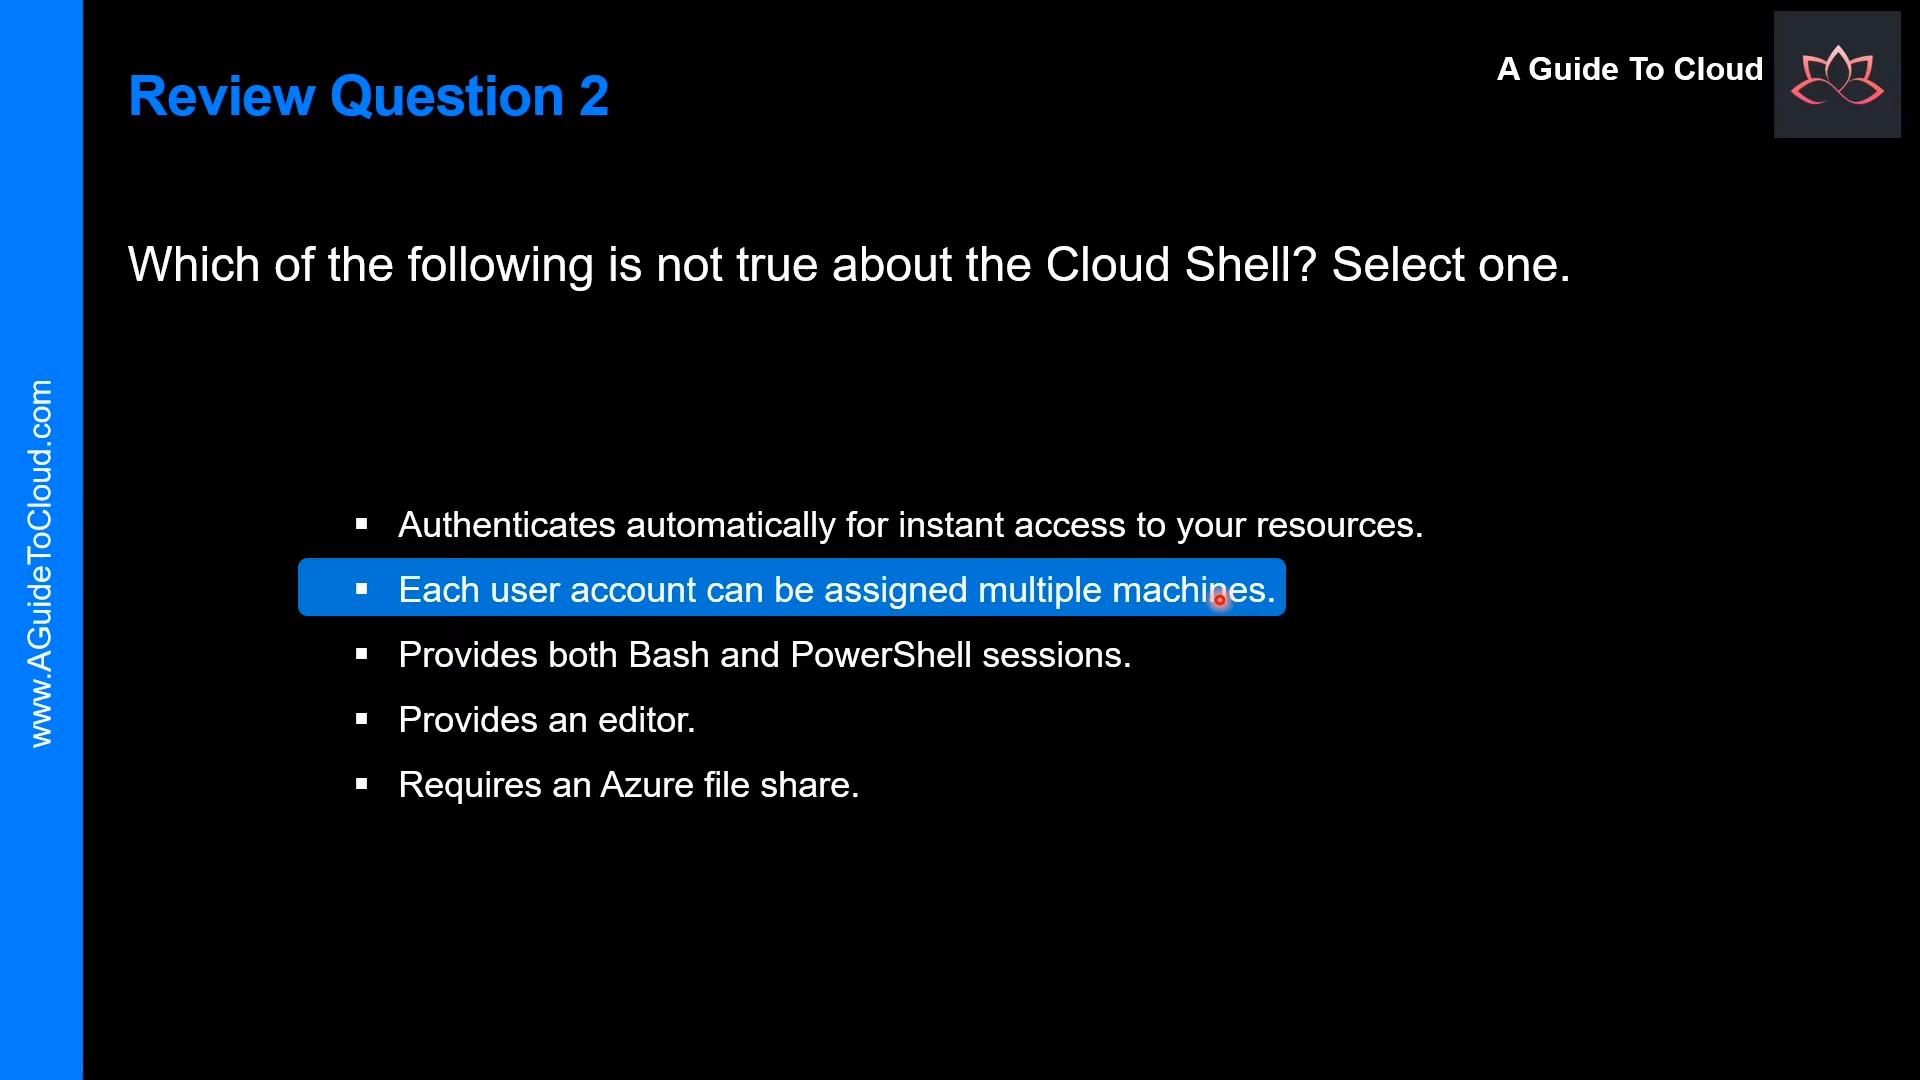 A Guide To Cloud
Review Question 2
Which of the following is not true about the Cloud Shell? Select one.
▪ Authenticates automatically for instant access to your resources.
▪ Each user account can be assigned multiple machines.
▪ Provides both Bash and PowerShell sessions.
▪ Provides an editor.
▪ Requires an Azure file share.
www.AGuideToCloud.com